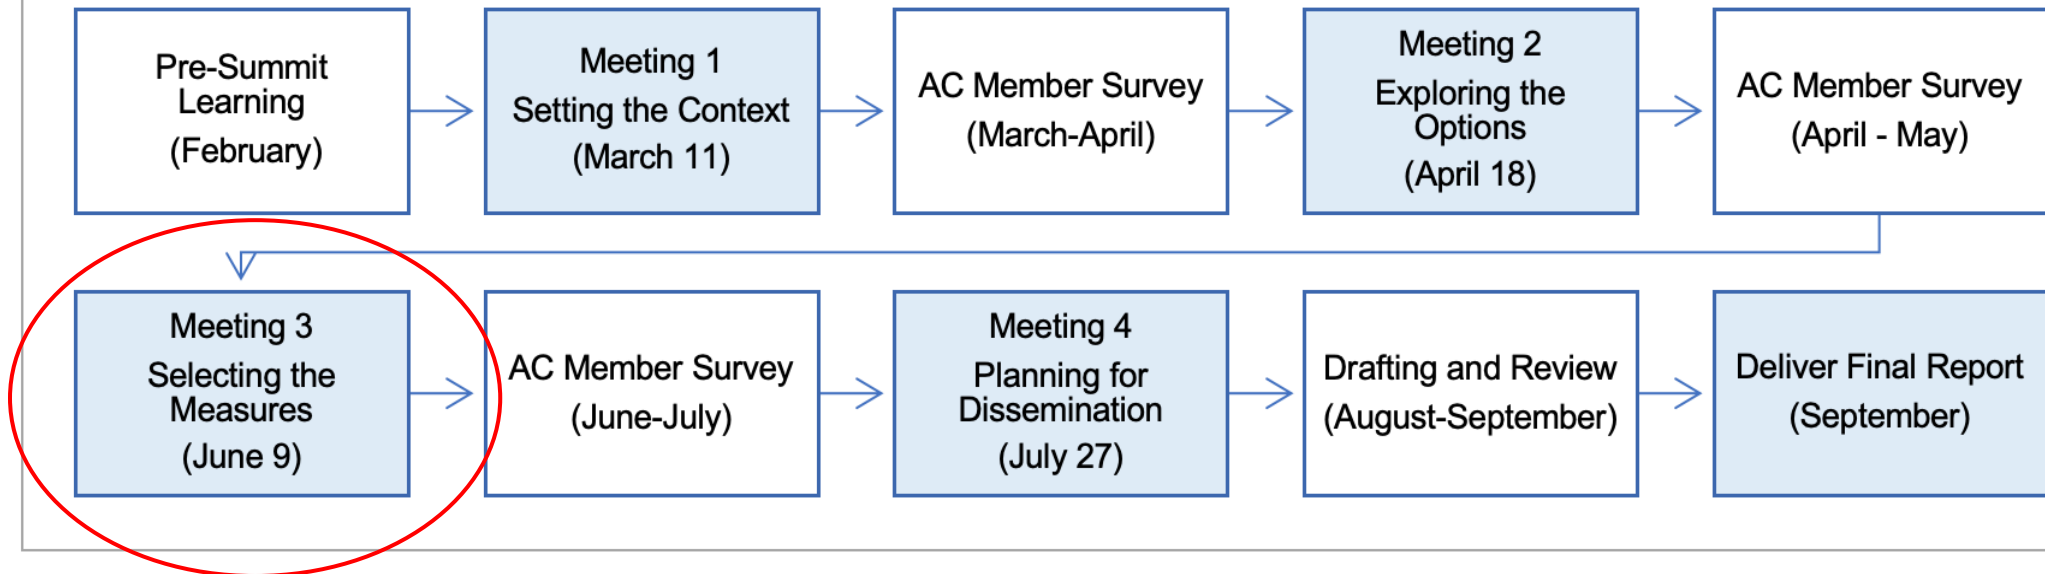 Pre-Summit
Learning
(February)
Meeting 1
Setting the Context
(March 11)
AC Member Survey
(March-April)
Meeting 2
Exploring the
Options
(April 18)
AC Member Survey
(April - May)
Meeting 3
Selecting the
Measures
(June 9)
AC Member Survey
(June-July)
Meeting 4
Planning for
Dissemination
(July 27)
Drafting and Review
(August-September)
Deliver Final Report
(September)